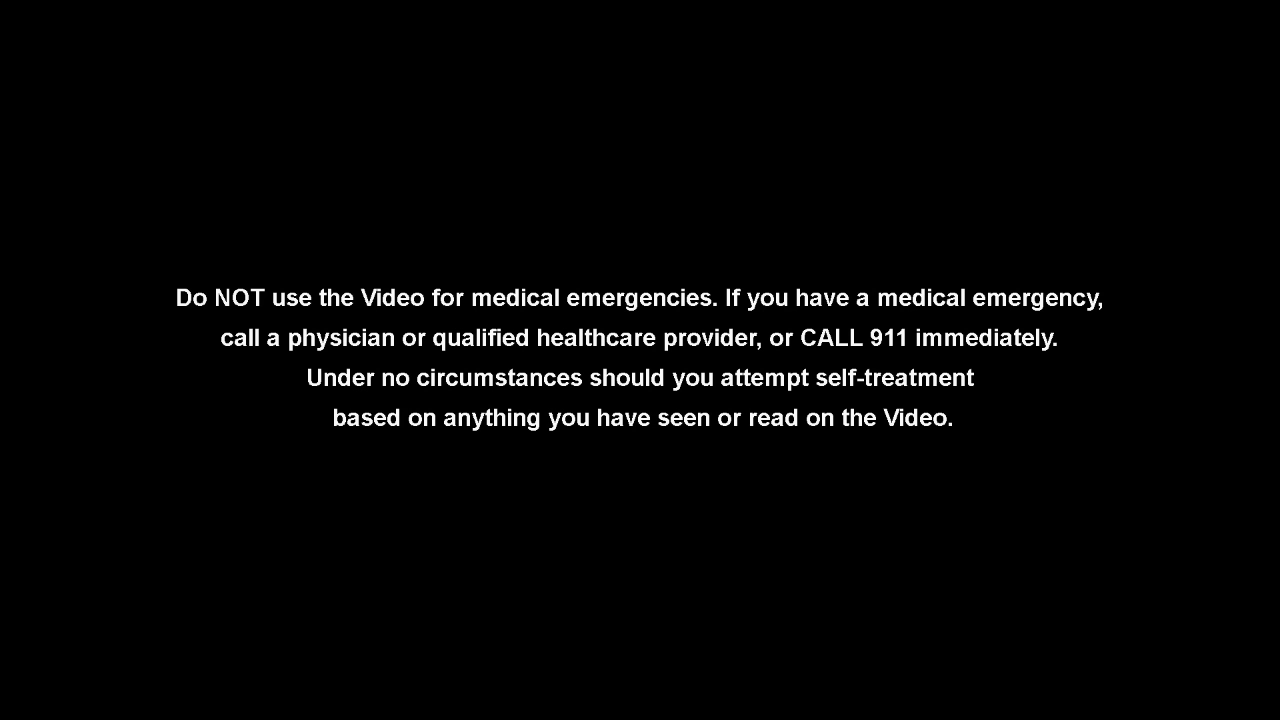 Do NOT use the Video for medical emergencies. If you have a medical emergency,
call a physician or qualified healthcare provider, or CALL 911 immediately.
Under no circumstances should you attempt self-treatment
based on anything you have seen or read on the Video.